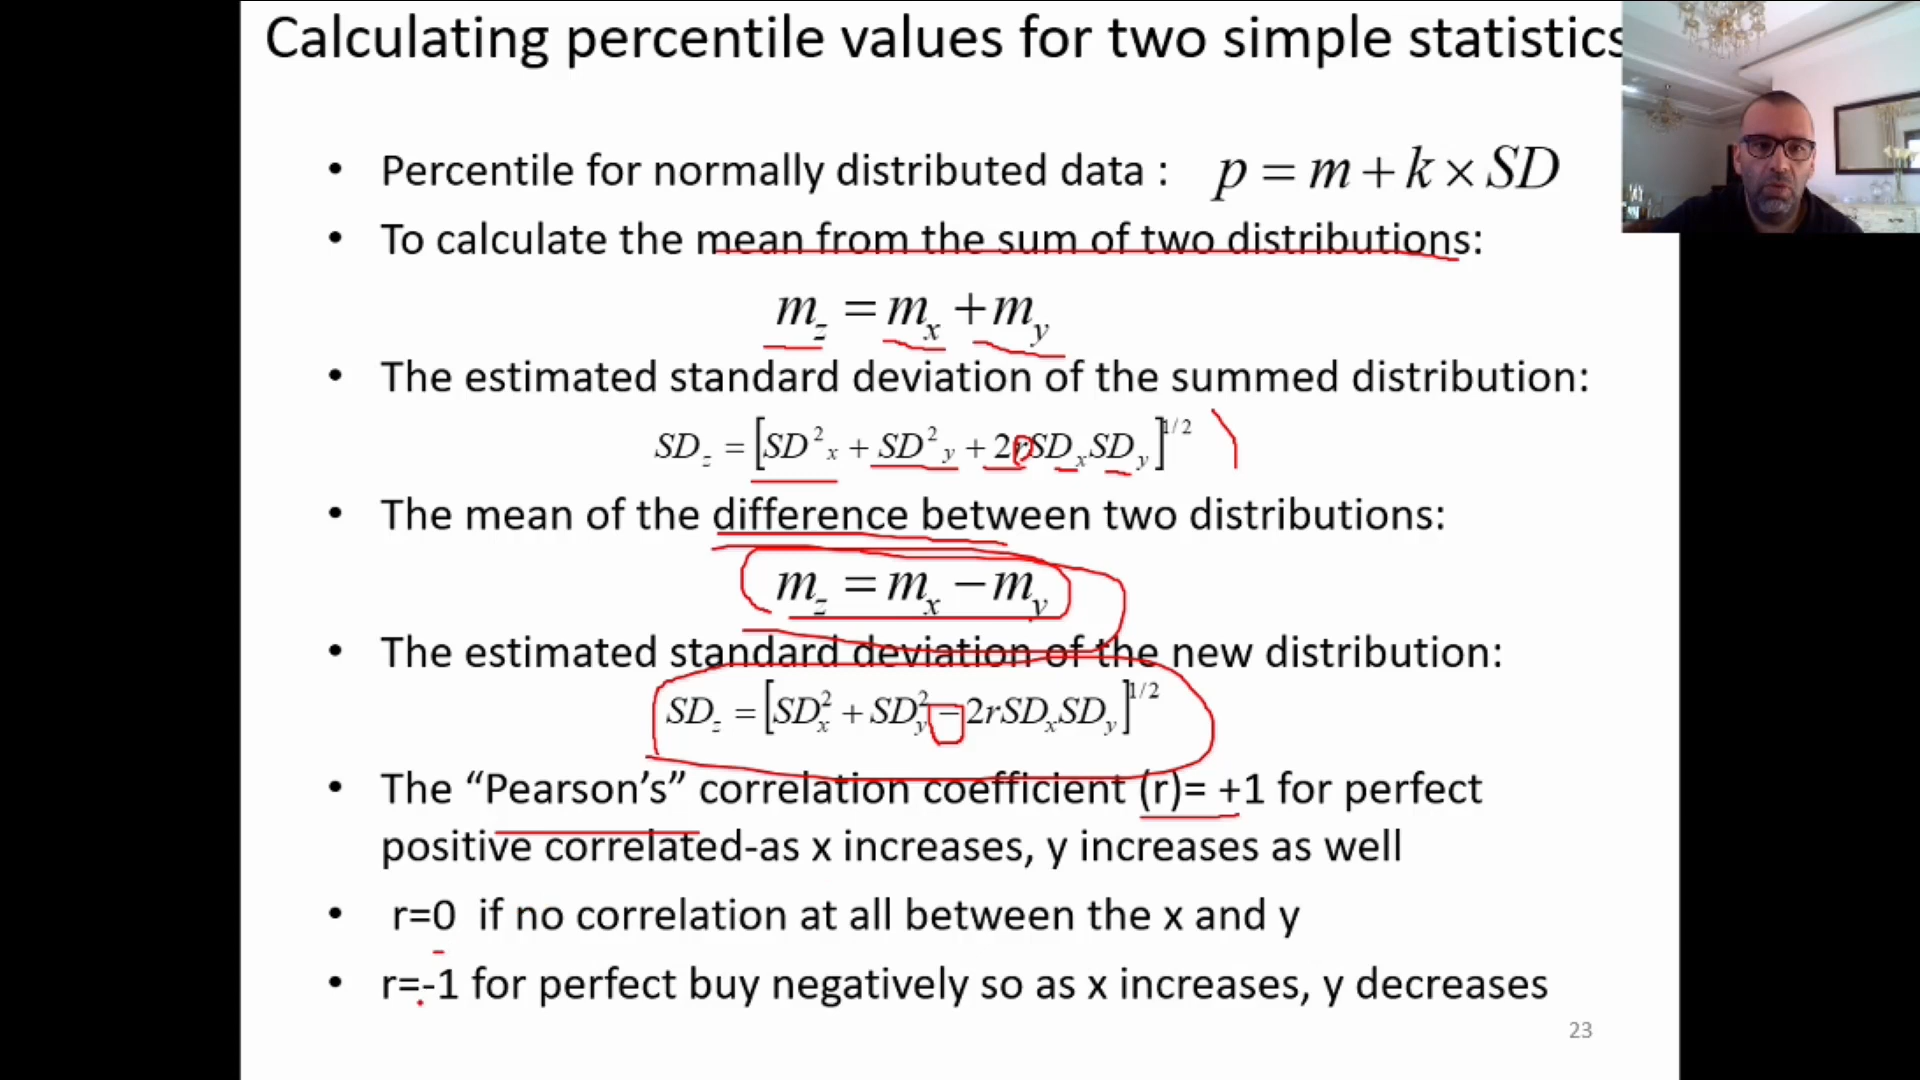 Calculating percentile values for two simple statistics
• Percentile for normally distributed data : p = m + k × SD
• To calculate the mean from the sum of two distributions:
m_z = m_x + m_y
• The estimated standard deviation of the summed distribution:
SD_z = [SD²_x + SD²_y + 2rSD_xSD_y]^1/2
• The mean of the difference between two distributions:
m_z = m_x − m_y
• The estimated standard deviation of the new distribution:
SD_z = [SD_x² + SD_y² − 2rSD_xSD_y]^1/2
• The “Pearson’s” correlation coefficient (r)= +1 for perfect
positive correlated-as x increases, y increases as well
• r=0 if no correlation at all between the x and y
• r=-1 for perfect buy negatively so as x increases, y decreases
23